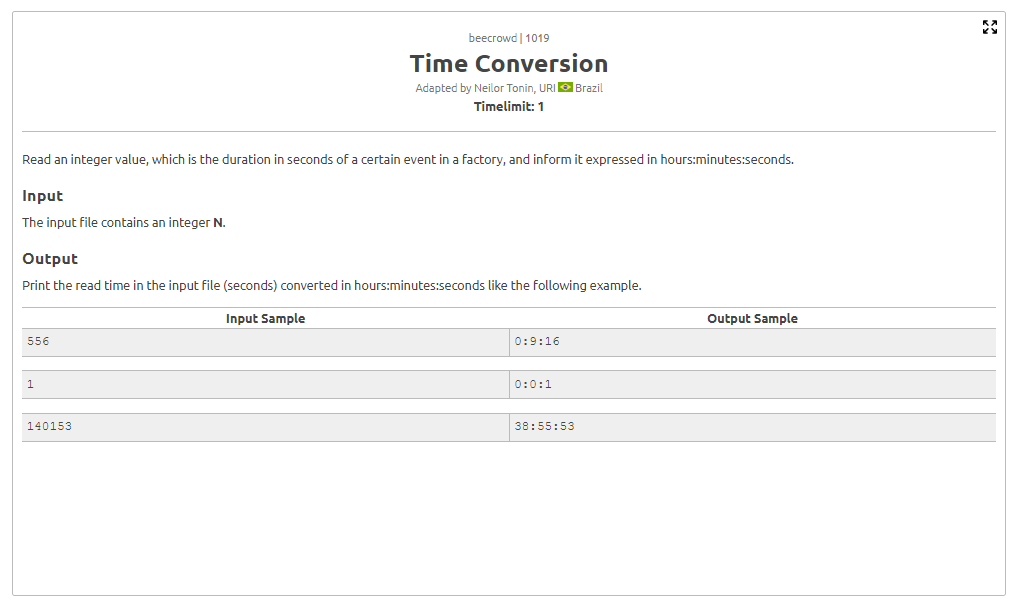 beecrowd | 1019
Time Conversion
Adapted by Neilor Tonin, URI Brazil
Timelimit: 1
Read an integer value, which is the duration in seconds of a certain event in a factory, and inform it expressed in hours:minutes:seconds.
Input
The input file contains an integer N.
Output
Print the read time in the input file (seconds) converted in hours:minutes:seconds like the following example.
Input Sample Output Sample
556 0:9:16
1 0:0:1
140153 38:55:53